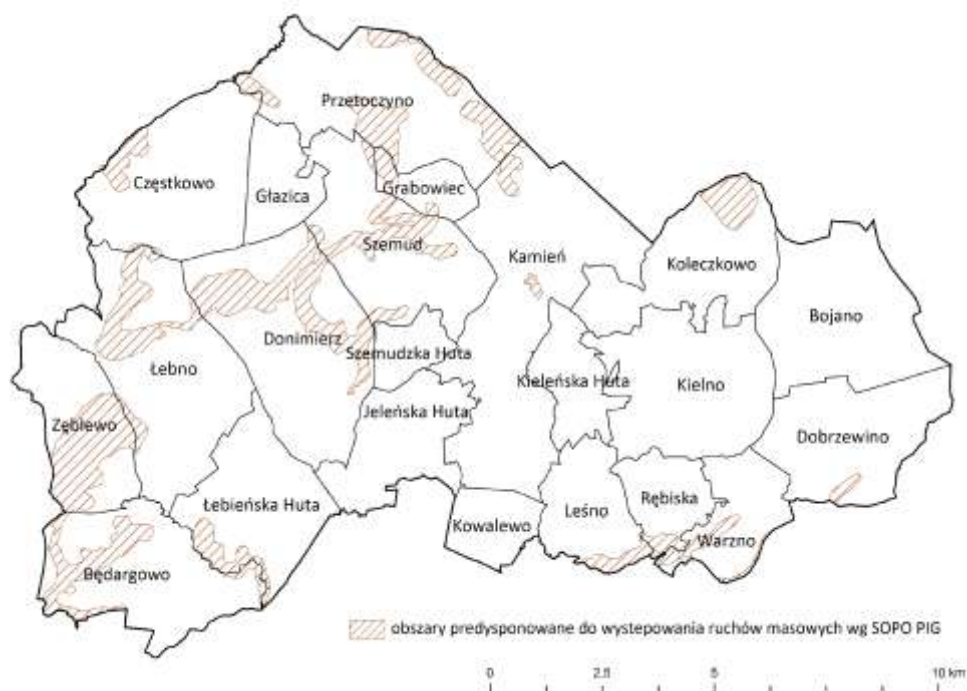 Przetoczyno
Częstkowo
Głazica
Grabowiec
Szemud
Kamień
Koleczkowo
Bojano
Donimierz
Szemudzka Huta
Łebno
Kieleńska Huta
Kielno
Zęblewo
Jeleńska Huta
Dobrzewino
Łebieńska Huta
Leśno
Rębiska
Kowalewo
Warzno
Będargowo
obszary predysponowane do wystepowania ruchów masowych wg SOPO PIG
0 2.5 5 10 km